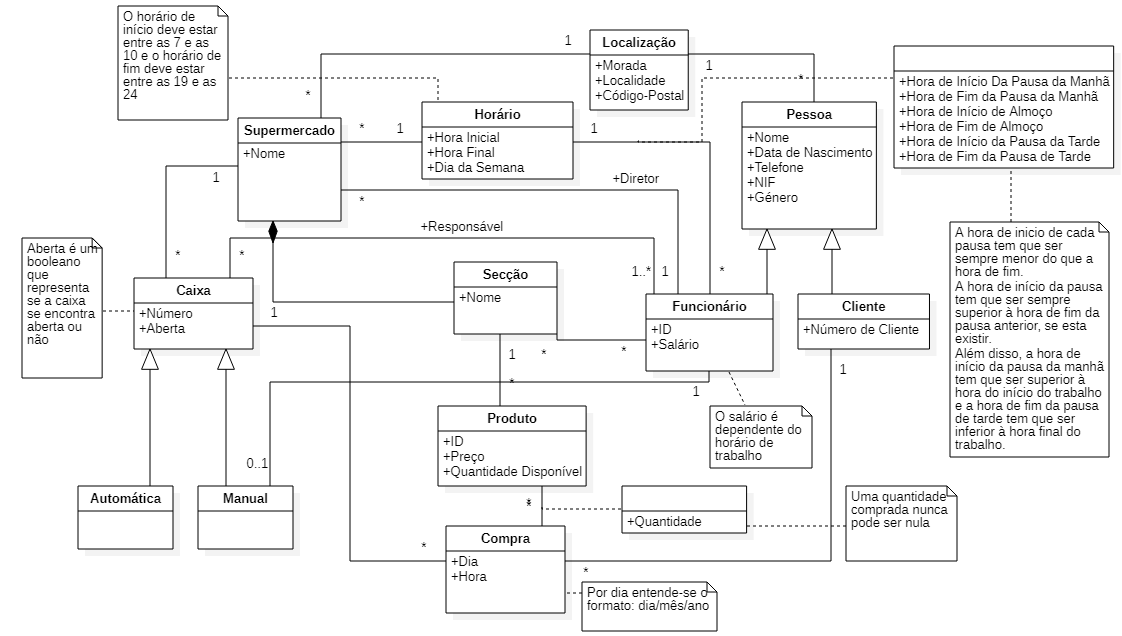 O horário de
início deve estar
entre as 7 e as
10 e o horário de
fim deve estar
entre as 19 e as
24
1
Localização
+Morada
+Localidade
+Código-Postal
1
*
*
+Hora de Início Da Pausa da Manhã
+Hora de Fim da Pausa da Manhã
+Hora de Início de Almoço
+Hora de Fim de Almoço
+Hora de Início da Pausa da Tarde
+Hora de Fim da Pausa de Tarde
Supermercado
+Nome
*
1
Horário
+Hora Inicial
+Hora Final
+Dia da Semana
1
Pessoa
+Nome
+Data de Nascimento
+Telefone
+NIF
+Género
1
*
+Diretor
+Responsável
*
*
1..*
1
*
Aberta é um
booleano
que
representa
se a caixa
se encontra
aberta ou
não
Caixa
+Número
+Aberta
1
Secção
+Nome
1
*
*
Funcionário
+ID
+Salário
Cliente
+Número de Cliente
1
A hora de inicio de cada
pausa tem que ser
sempre menor do que a
hora de fim.
A hora de início da pausa
tem que ser sempre
superior à hora de fim da
pausa anterior, se esta
existir.
Além disso, a hora de
início da pausa da manhã
tem que ser superior à
hora do início do trabalho
e a hora de fim da pausa
de tarde tem que ser
inferior à hora final do
trabalho.
*
1
O salário é
dependente do
horário de
trabalho
Produto
+ID
+Preço
+Quantidade Disponível
0..1
Automática
Manual
*
*
+Quantidade
Uma quantidade
comprada nunca
pode ser nula
*
Compra
+Dia
+Hora
*
Por dia entende-se o
formato: dia/mês/ano